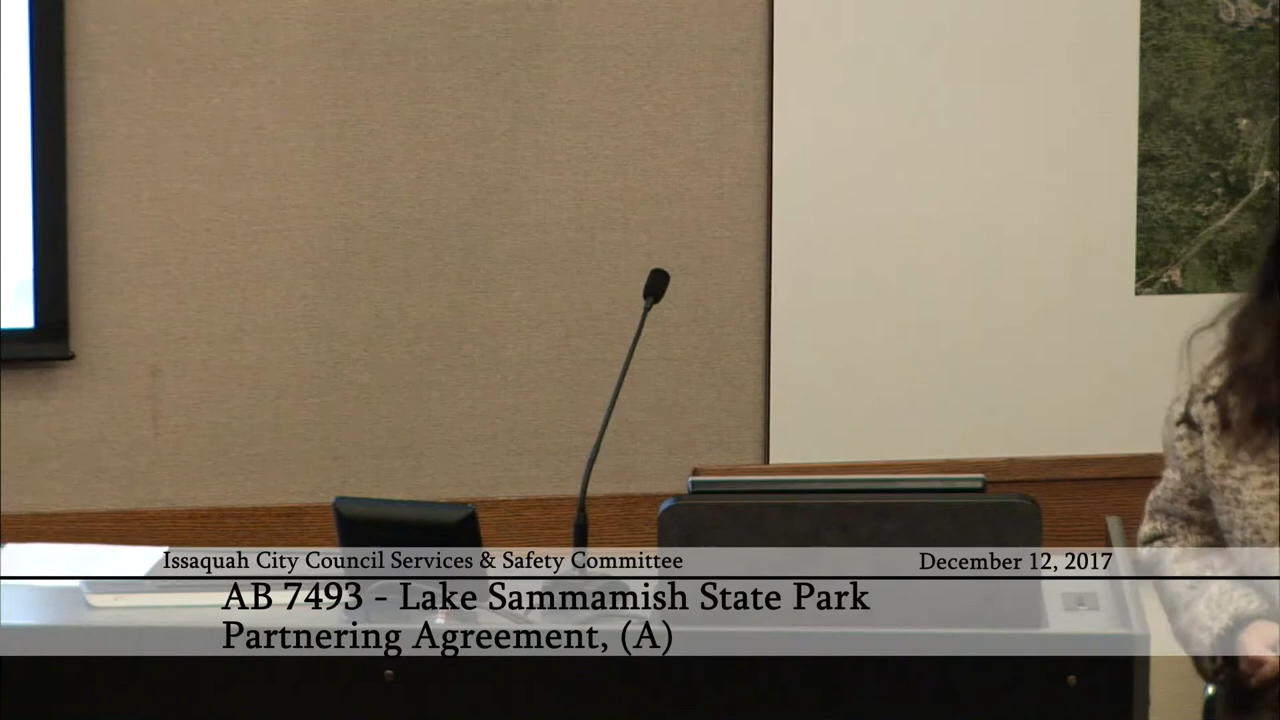 Issaquah City Council Services & Safety Committee December 12, 2017
AB 7493 - Lake Sammamish State Park
Partnering Agreement, (A)